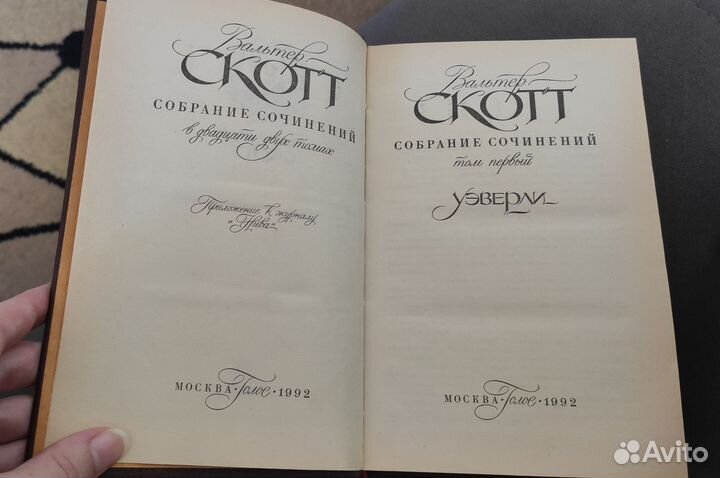 Вальтер
СКОТТ
СОБРАНИЕ СОЧИНЕНИЙ
в двадцати двух томах
Приложение к журналу
"Нива"
МОСКВА·Голос·1992
Вальтер
СКОТТ
СОБРАНИЕ СОЧИНЕНИЙ
том первый
УЭВЕРЛИ
МОСКВА·Голос·1992
Avito